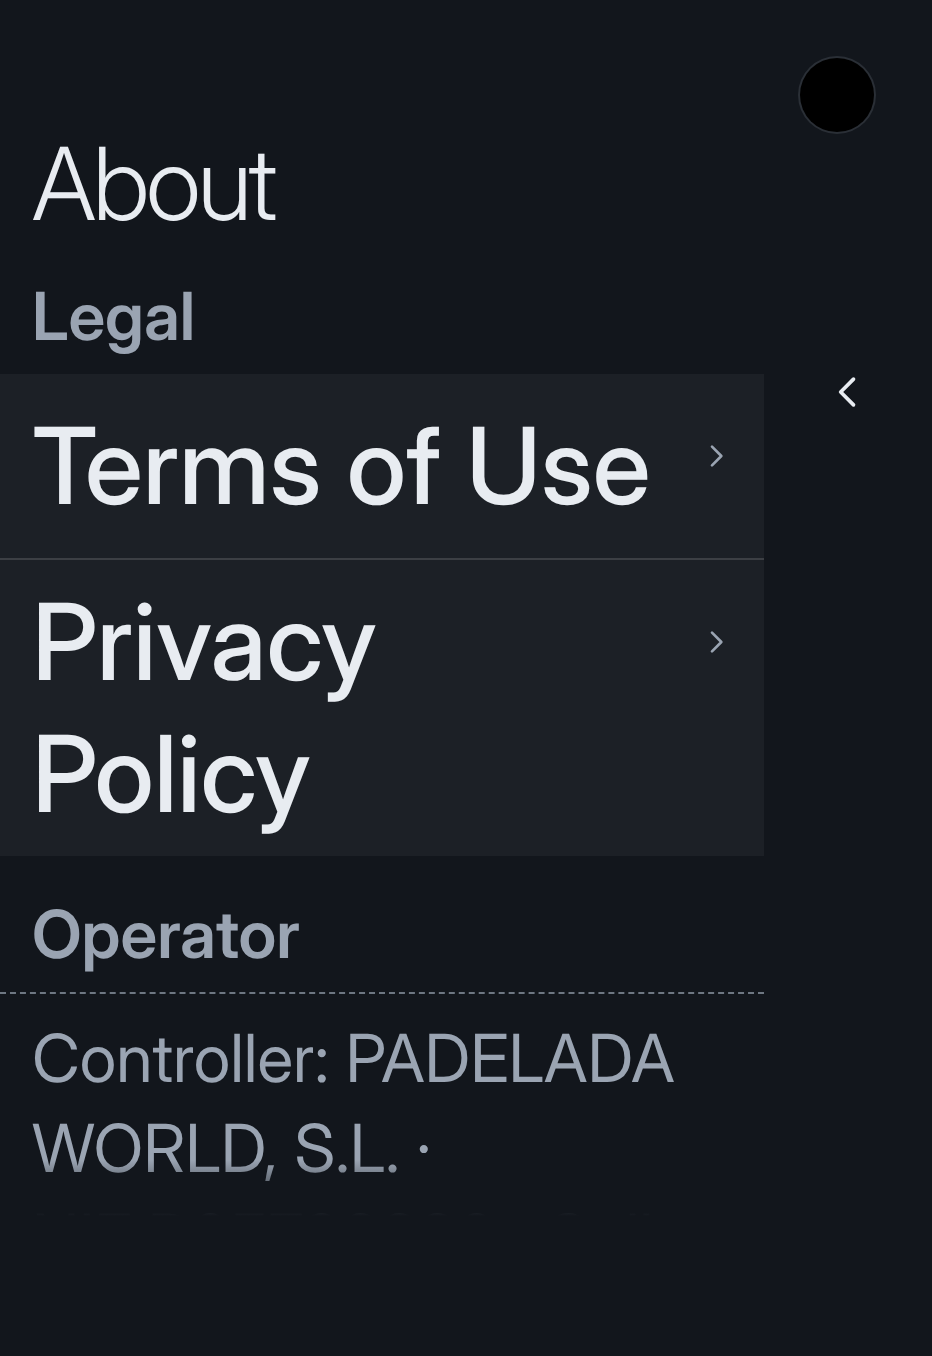 About
Legal
Terms of Use
Privacy
Policy
Operator
Controller: PADELADA
WORLD, S.L. ·